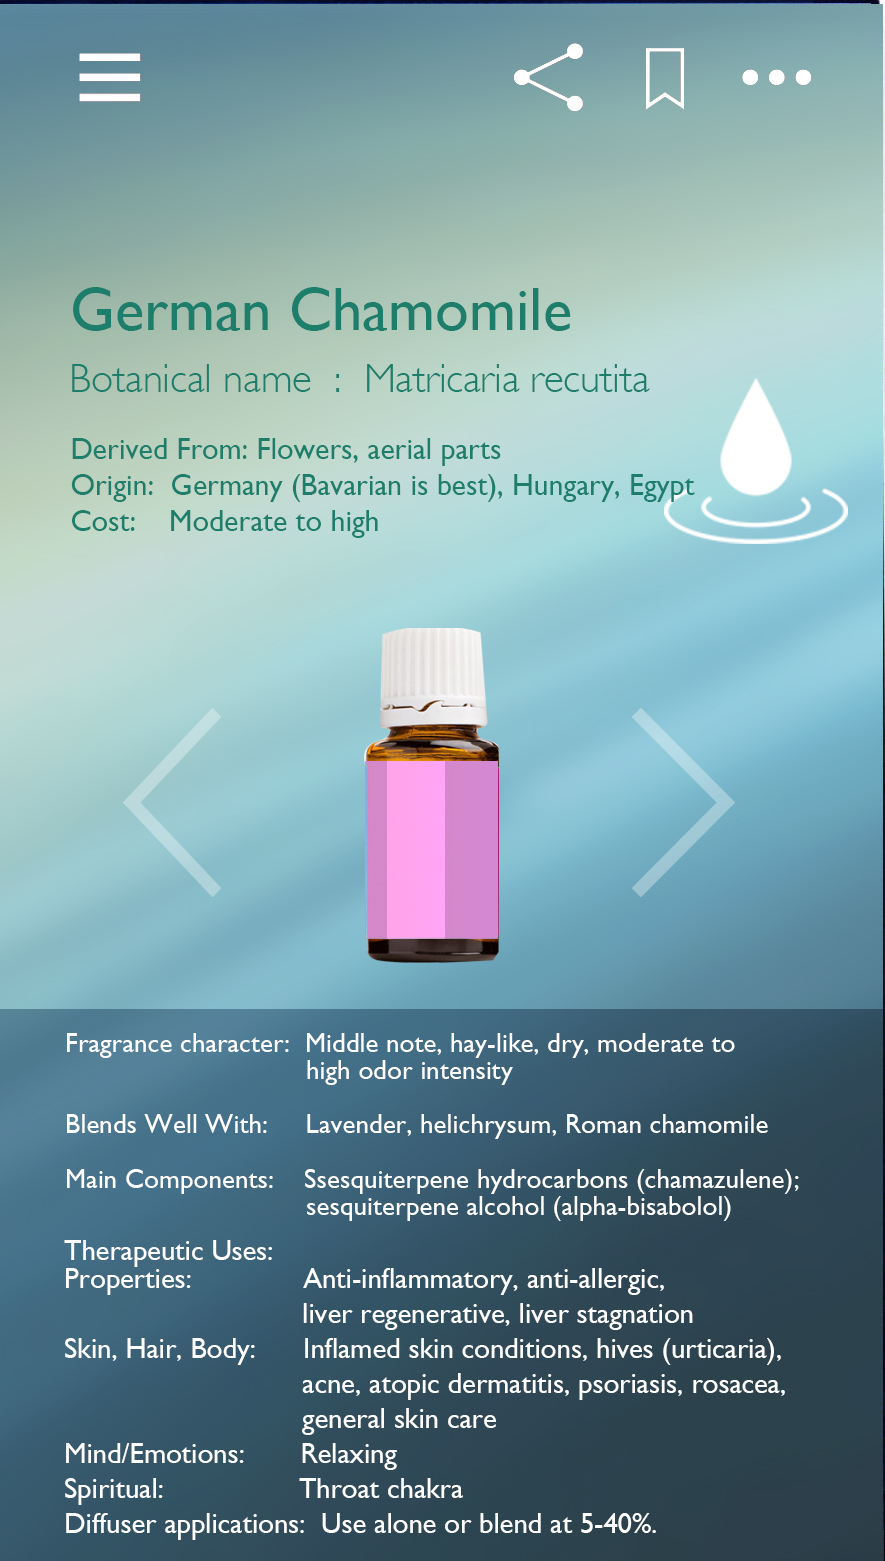 German Chamomile
Botanical name : Matricaria recutita
Derived From: Flowers, aerial parts
Origin: Germany (Bavarian is best), Hungary, Egypt
Cost: Moderate to high
Fragrance character: Middle note, hay-like, dry, moderate to
high odor intensity
Blends Well With: Lavender, helichrysum, Roman chamomile
Main Components: Ssesquiterpene hydrocarbons (chamazulene);
sesquiterpene alcohol (alpha-bisabolol)
Therapeutic Uses:
Properties: Anti-inflammatory, anti-allergic,
liver regenerative, liver stagnation
Skin, Hair, Body: Inflamed skin conditions, hives (urticaria),
acne, atopic dermatitis, psoriasis, rosacea,
general skin care
Mind/Emotions: Relaxing
Spiritual: Throat chakra
Diffuser applications: Use alone or blend at 5-40%.